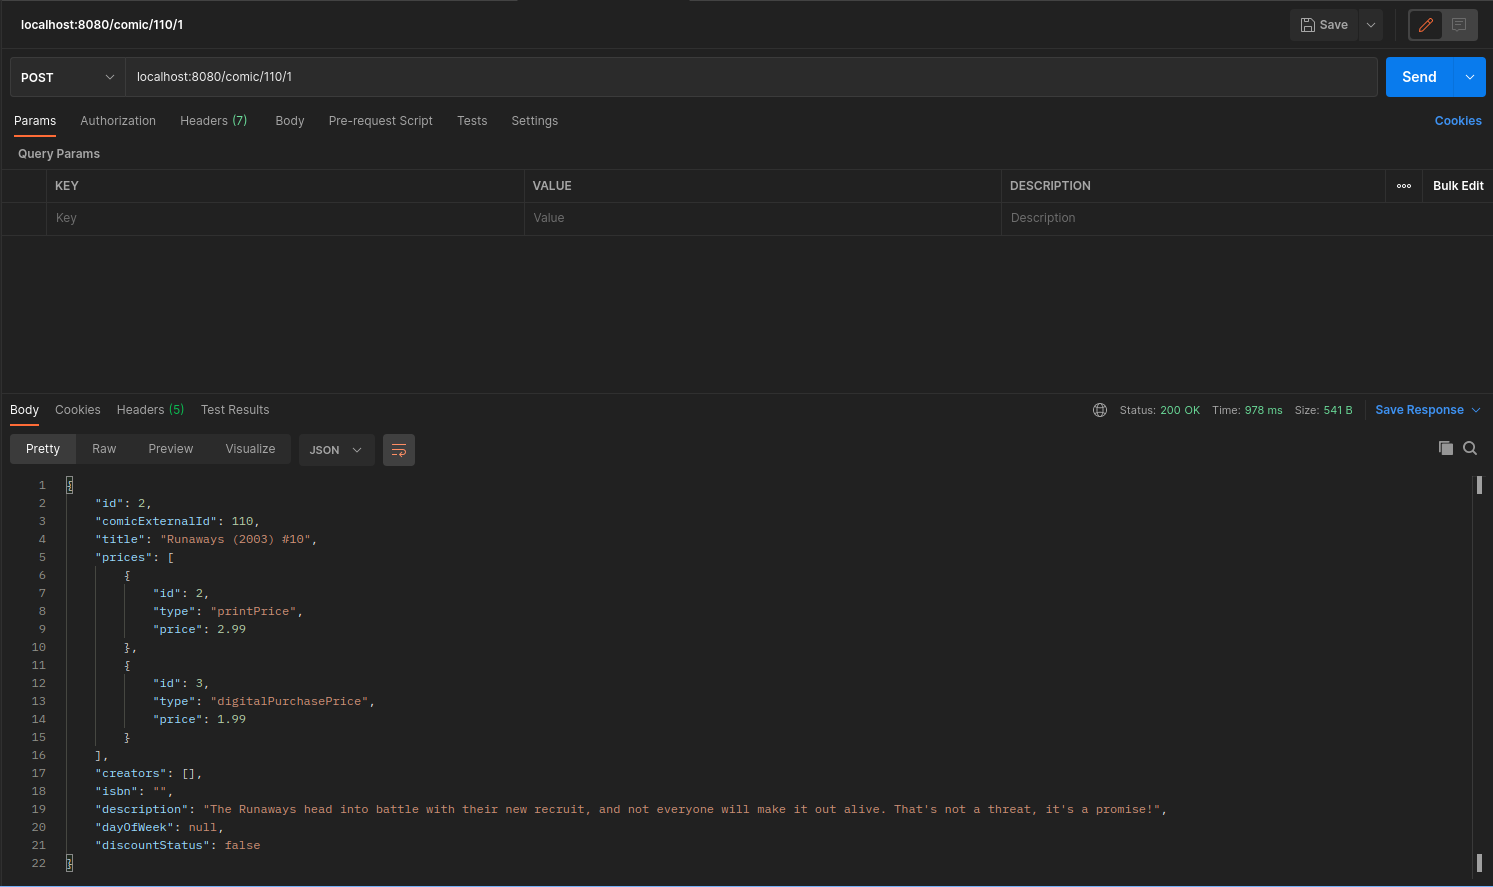 localhost:8080/comic/110/1
Save
POST
localhost:8080/comic/110/1
Send
Params Authorization Headers (7) Body Pre-request Script Tests Settings Cookies
Query Params
KEY VALUE DESCRIPTION ooo Bulk Edit
Key Value Description
Body Cookies Headers (5) Test Results Status: 200 OK Time: 978 ms Size: 541 B Save Response
Pretty Raw Preview Visualize JSON
1 {
2 "id": 2,
3 "comicExternalId": 110,
4 "title": "Runaways (2003) #10",
5 "prices": [
6 {
7 "id": 2,
8 "type": "printPrice",
9 "price": 2.99
10 },
11 {
12 "id": 3,
13 "type": "digitalPurchasePrice",
14 "price": 1.99
15 }
16 ],
17 "creators": [],
18 "isbn": "",
19 "description": "The Runaways head into battle with their new recruit, and not everyone will make it out alive. That's not a threat, it's a promise!",
20 "dayOfWeek": null,
21 "discountStatus": false
22 }